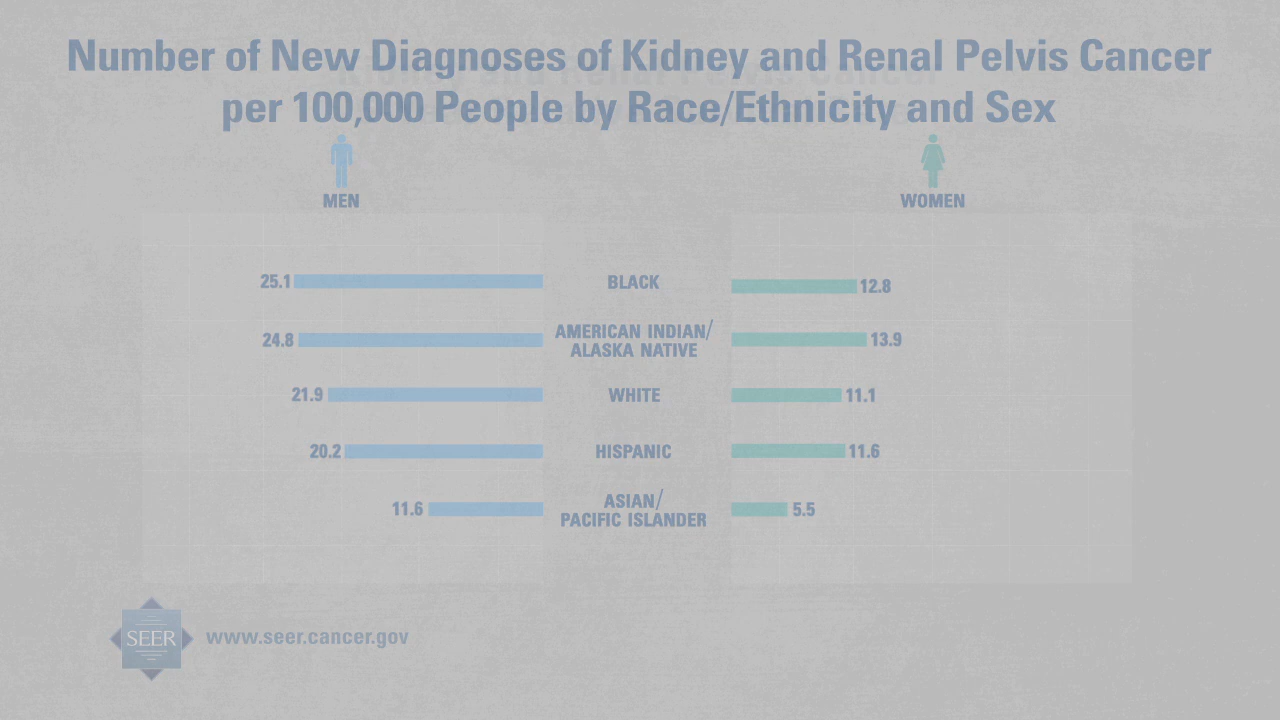 Number of New Diagnoses of Kidney and Renal Pelvis Cancer
per 100,000 People by Race/Ethnicity and Sex
MEN
WOMEN
25.1 BLACK 12.8
24.8 AMERICAN INDIAN/
ALASKA NATIVE 13.9
21.9 WHITE 11.1
20.2 HISPANIC 11.6
11.6 ASIAN/
PACIFIC ISLANDER 5.5
SEER www.seer.cancer.gov